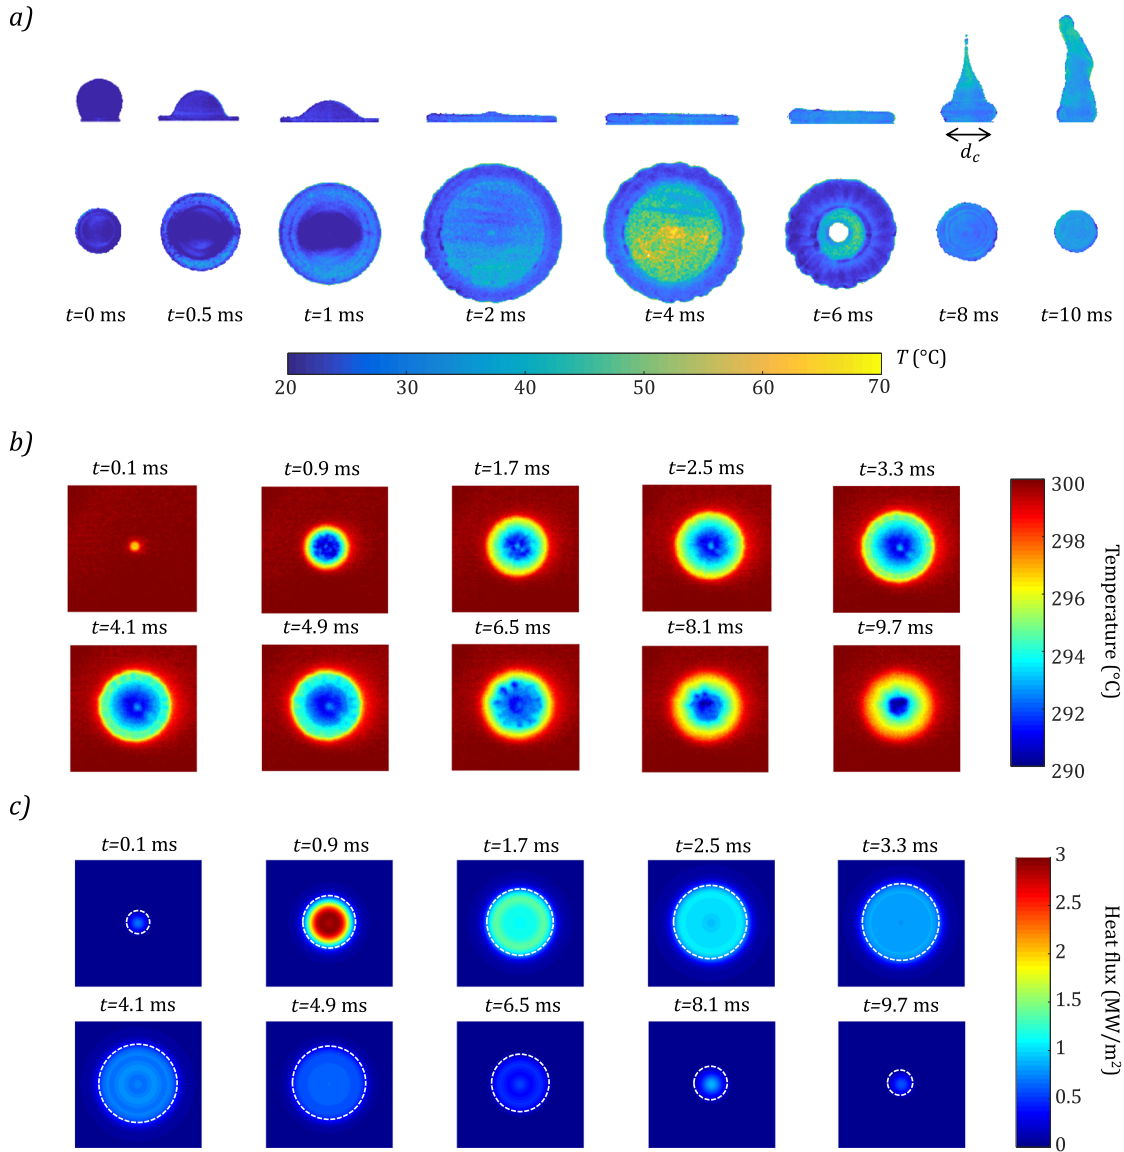 a)
d_c
t=0 ms t=0.5 ms t=1 ms t=2 ms t=4 ms t=6 ms t=8 ms t=10 ms
T (°C)
20 30 40 50 60 70
b)
t=0.1 ms t=0.9 ms t=1.7 ms t=2.5 ms t=3.3 ms
t=4.1 ms t=4.9 ms t=6.5 ms t=8.1 ms t=9.7 ms
300
298
296
294
292
290
Temperature (°C)
c)
t=0.1 ms t=0.9 ms t=1.7 ms t=2.5 ms t=3.3 ms
t=4.1 ms t=4.9 ms t=6.5 ms t=8.1 ms t=9.7 ms
3
2.5
2
1.5
1
0.5
0
Heat flux (MW/m²)